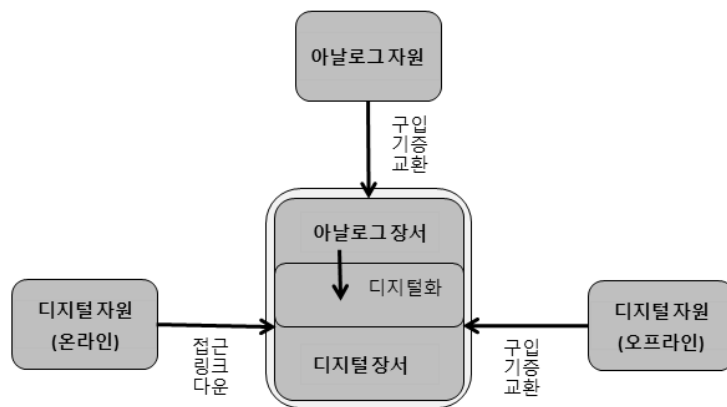 아날로그 자원
구입
기증
교환
아날로그 장서
디지털화
디지털 자원
(온라인)
접근
링크
다운
디지털 장서
디지털 자원
(오프라인)
구입
기증
교환